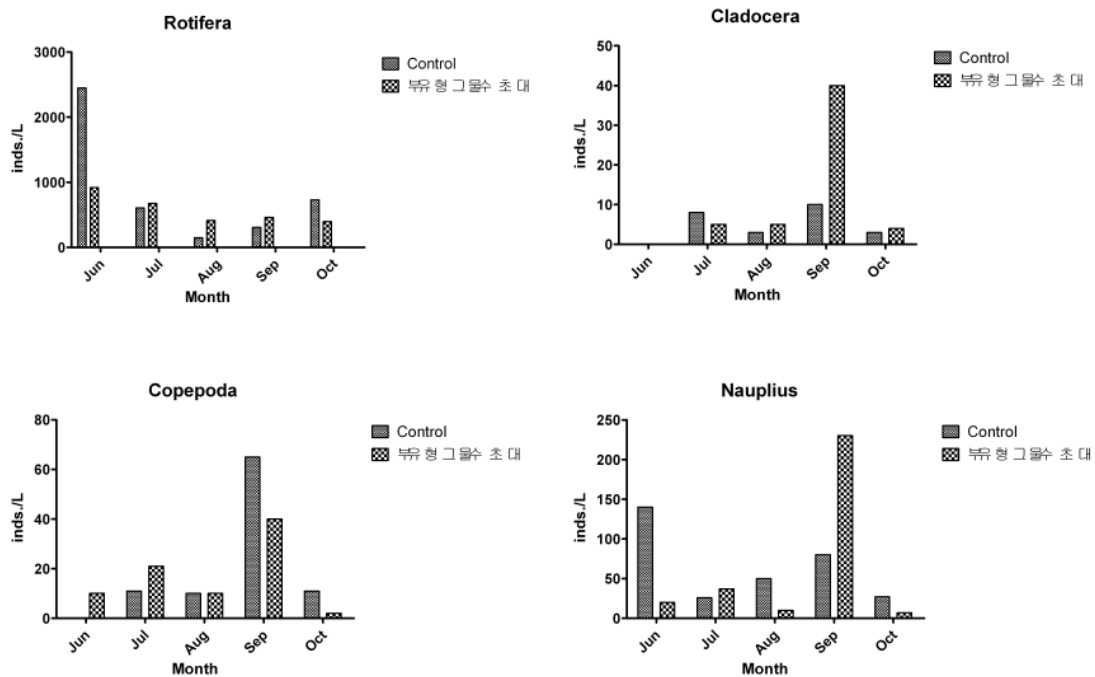 Rotifera
3000
2000
1000
0
inds./L
Jun Jul Aug Sep Oct
Month
Control
부유형그물수초대
Cladocera
50
40
30
20
10
0
inds./L
Jun Jul Aug Sep Oct
Month
Control
부유형그물수초대
Copepoda
80
60
40
20
0
inds./L
Jun Jul Aug Sep Oct
Month
Control
부유형그물수초대
Nauplius
250
200
150
100
50
0
inds./L
Jun Jul Aug Sep Oct
Month
Control
부유형그물수초대